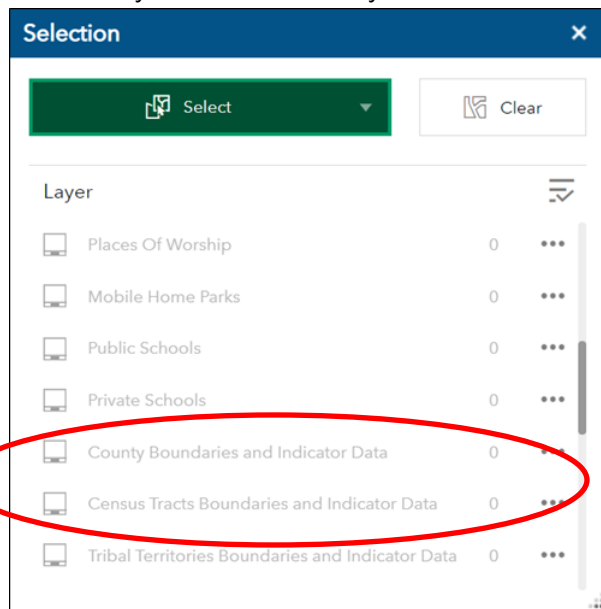 Selection ×
Select Clear
Layer
Places Of Worship 0
Mobile Home Parks 0
Public Schools 0
Private Schools 0
County Boundaries and Indicator Data 0
Census Tracts Boundaries and Indicator Data 0
Tribal Territories Boundaries and Indicator Data 0